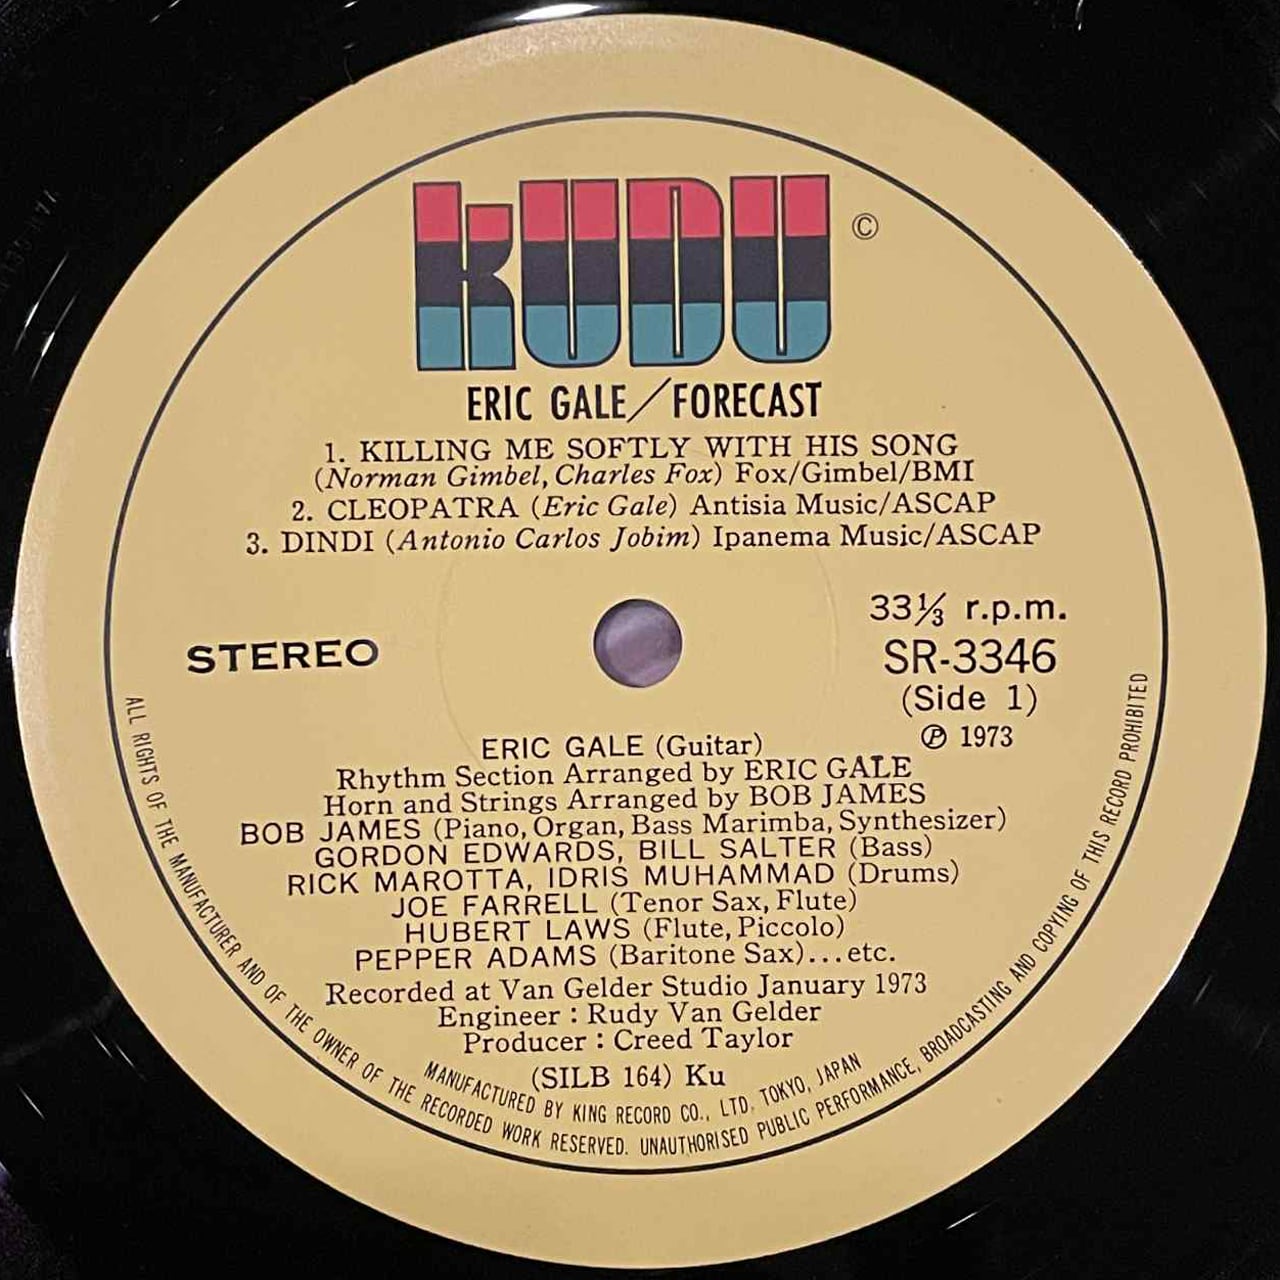 kUDU ©
ERIC GALE/FORECAST
1. KILLING ME SOFTLY WITH HIS SONG
(Norman Gimbel, Charles Fox) Fox/Gimbel/BMI
2. CLEOPATRA (Eric Gale) Antisia Music/ASCAP
3. DINDI (Antonio Carlos Jobim) Ipanema Music/ASCAP
STEREO
33⅓ r.p.m.
SR-3346
(Side 1)
℗ 1973
ERIC GALE (Guitar)
Rhythm Section Arranged by ERIC GALE
Horn and Strings Arranged by BOB JAMES
BOB JAMES (Piano, Organ, Bass Marimba, Synthesizer)
GORDON EDWARDS, BILL SALTER (Bass)
RICK MAROTTA, IDRIS MUHAMMAD (Drums)
JOE FARRELL (Tenor Sax, Flute)
HUBERT LAWS (Flute, Piccolo)
PEPPER ADAMS (Baritone Sax)...etc.
Recorded at Van Gelder Studio January 1973
Engineer : Rudy Van Gelder
Producer : Creed Taylor
(SILB 164) Ku
MANUFACTURED BY KING RECORD CO., LTD. TOKYO, JAPAN
ALL RIGHTS OF THE MANUFACTURER AND OF THE OWNER OF THE RECORDED WORK RESERVED. UNAUTHORISED PUBLIC PERFORMANCE, BROADCASTING AND COPYING OF THIS RECORD PROHIBITED